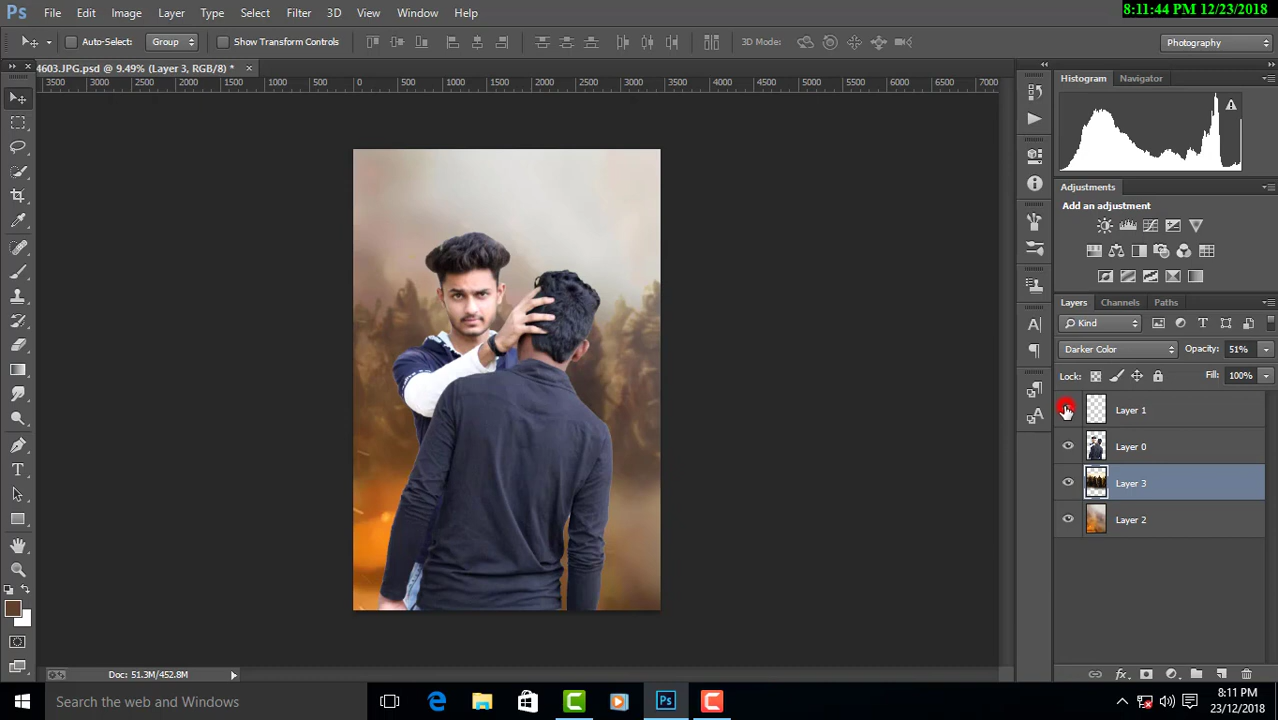 8:11:44 PM 12/23/2018
Ps File Edit Image Layer Type Select Filter 3D View Window Help
Auto-Select: Group Show Transform Controls 3D Mode: Photography
4603.JPG.psd @ 9.49% (Layer 3, RGB/8) * ×
3500 3000 2500 2000 1500 1000 500 0 500 1000 1500 2000 2500 3000 3500 4000 4500 5000 5500 6000 6500 7000
Histogram Navigator
Adjustments
Add an adjustment
Layers Channels Paths
Kind
Darker Color Opacity: 51%
Lock: Fill: 100%
Layer 1
Layer 0
Layer 3
Layer 2
Doc: 51.3M/452.8M
Search the web and Windows
8:11 PM
23/12/2018